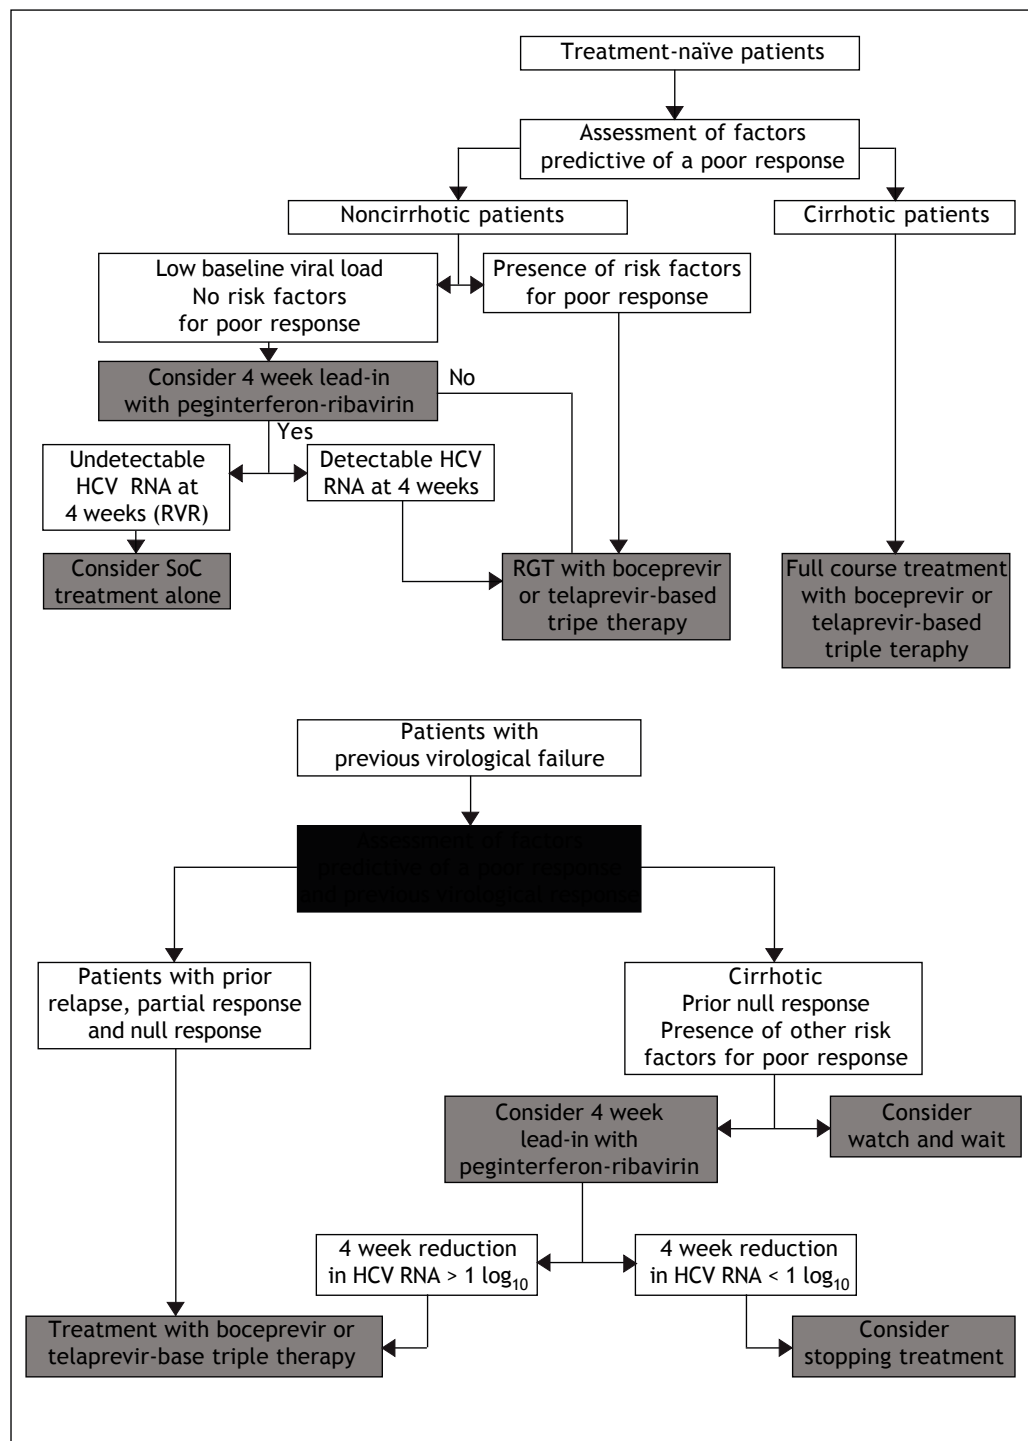 Treatment-naïve patients
Assessment of factors
predictive of a poor response
Noncirrhotic patients
Cirrhotic patients
Low baseline viral load
No risk factors
for poor response
Presence of risk factors
for poor response
Consider 4 week lead-in
with peginterferon-ribavirin
No
Yes
Undetectable
HCV RNA at
4 weeks (RVR)
Detectable HCV
RNA at 4 weeks
Consider SoC
treatment alone
RGT with boceprevir
or telaprevir-based
tripe therapy
Full course treatment
with boceprevir or
telaprevir-based
triple teraphy
Patients with
previous virological failure
Assessment of factors
predictive of a poor response
and previous virological response
Patients with prior
relapse, partial response
and null response
Cirrhotic
Prior null response
Presence of other risk
factors for poor response
Consider 4 week
lead-in with
peginterferon-ribavirin
Consider
watch and wait
4 week reduction
in HCV RNA > 1 log₁₀
4 week reduction
in HCV RNA < 1 log₁₀
Treatment with boceprevir or
telaprevir-base triple therapy
Consider
stopping treatment